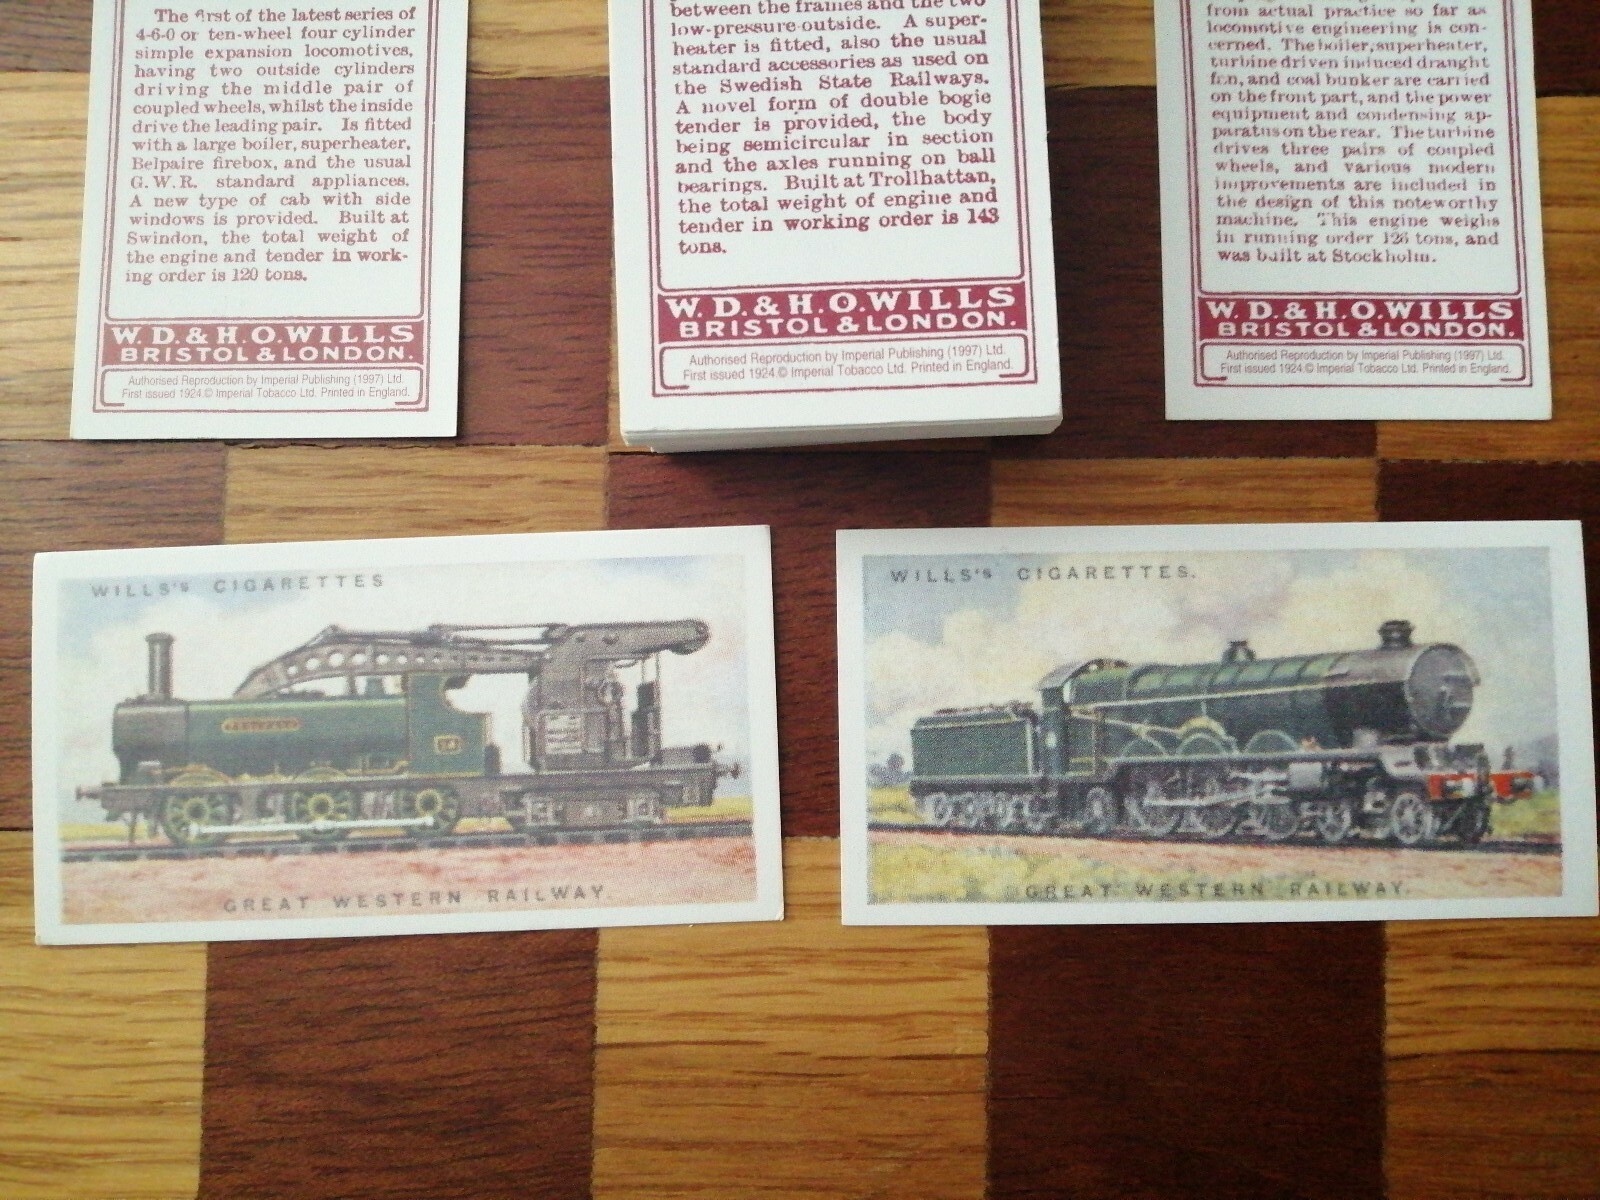 The first of the latest series of
4-6-0 or ten-wheel four cylinder
simple expansion locomotives,
having two outside cylinders
driving the middle pair of
coupled wheels, whilst the inside
drive the leading pair. Is fitted
with a large boiler, superheater,
Belpaire firebox, and the usual
G.W.R. standard appliances.
A new type of cab with side
windows is provided. Built at
Swindon, the total weight of
the engine and tender in work-
ing order is 120 tons.
W. D. & H. O. WILLS
BRISTOL & LONDON.
Authorised Reproduction by Imperial Publishing (1997) Ltd.
First issued 1924 © Imperial Tobacco Ltd. Printed in England.
between the frames and the two
low-pressure outside. A super-
heater is fitted, also the usual
standard accessories as used on
the Swedish State Railways.
A novel form of double bogie
tender is provided, the body
being semicircular in section
and the axles running on ball
bearings. Built at Trollhattan,
the total weight of engine and
tender in working order is 143
tons.
W. D. & H. O. WILLS
BRISTOL & LONDON.
Authorised Reproduction by Imperial Publishing (1997) Ltd.
First issued 1924 © Imperial Tobacco Ltd. Printed in England.
from actual practice so far as
locomotive engineering is con-
cerned. The boiler, superheater,
turbine driven induced draught
fan, and coal bunker are carried
on the front part, and the power
equipment and condensing ap-
paratus on the rear. The turbine
drives three pairs of coupled
wheels, and various modern
improvements are included in
the design of this noteworthy
machine. This engine weighs
in running order 126 tons, and
was built at Stockholm.
W. D. & H. O. WILLS
BRISTOL & LONDON.
Authorised Reproduction by Imperial Publishing (1997) Ltd.
First issued 1924 © Imperial Tobacco Ltd. Printed in England.
WILLS'S CIGARETTES
GREAT WESTERN RAILWAY.
WILLS'S CIGARETTES.
GREAT WESTERN RAILWAY.